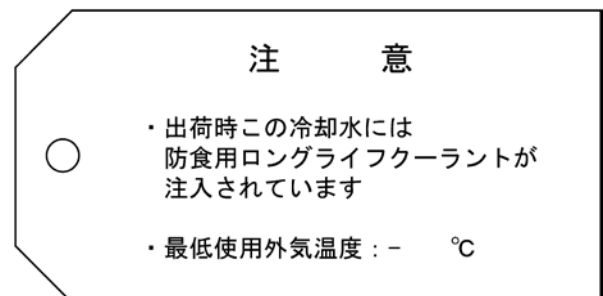 注　　意
・出荷時この冷却水には
防食用ロングライフクーラントが
注入されています
・最低使用外気温度：−　　℃